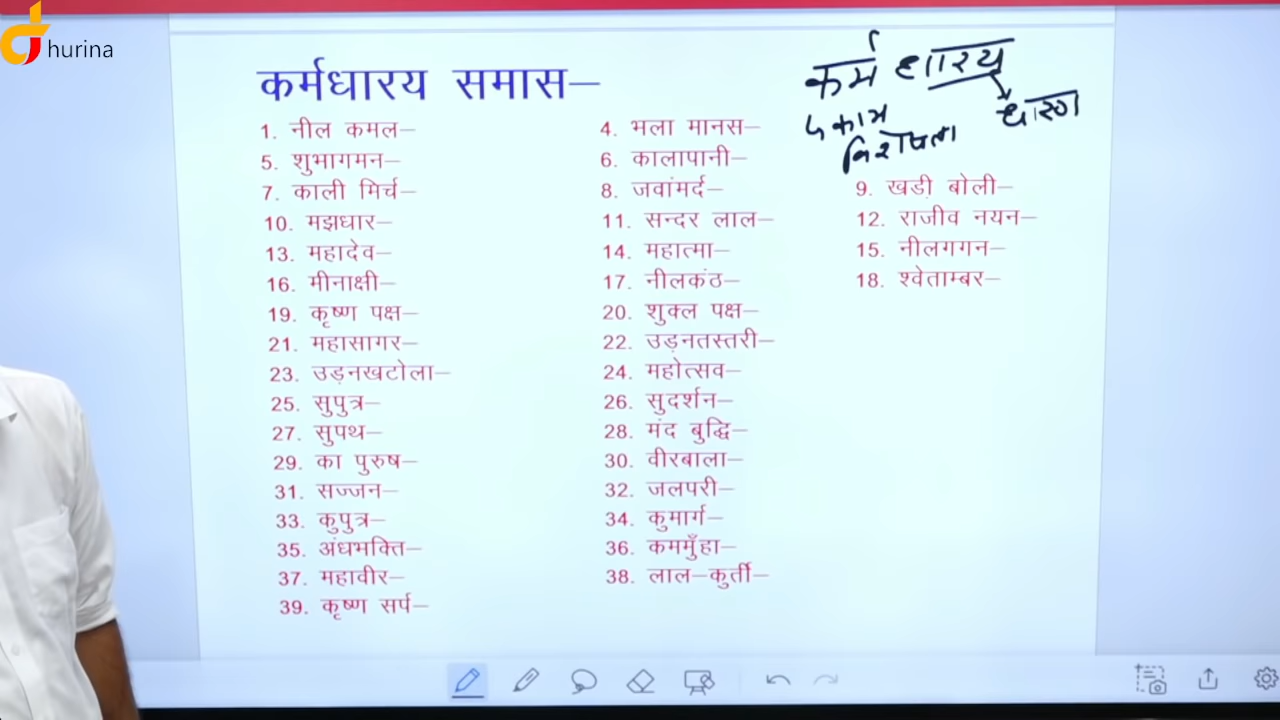 hurina
कर्मधारय समास–
कर्म धारय
काम
धारण
विशेषता
1. नील कमल–
4. भला मानस–
5. शुभागमन–
6. कालापानी–
7. काली मिर्च–
8. जवांमर्द–
9. खडी़ बोली–
10. मझधार–
11. सन्दर लाल–
12. राजीव नयन–
13. महादेव–
14. महात्मा–
15. नीलगगन–
16. मीनाक्षी–
17. नीलकंठ–
18. श्वेताम्बर–
19. कृष्ण पक्ष–
20. शुक्ल पक्ष–
21. महासागर–
22. उड़नतस्तरी–
23. उड़नखटोला–
24. महोत्सव–
25. सुपुत्र–
26. सुदर्शन–
27. सुपथ–
28. मंद बुद्धि–
29. का पुरुष–
30. वीरबाला–
31. सज्जन–
32. जलपरी–
33. कुपुत्र–
34. कुमार्ग–
35. अंधभक्ति–
36. कममुँहा–
37. महावीर–
38. लाल–कुर्ती–
39. कृष्ण सर्प–